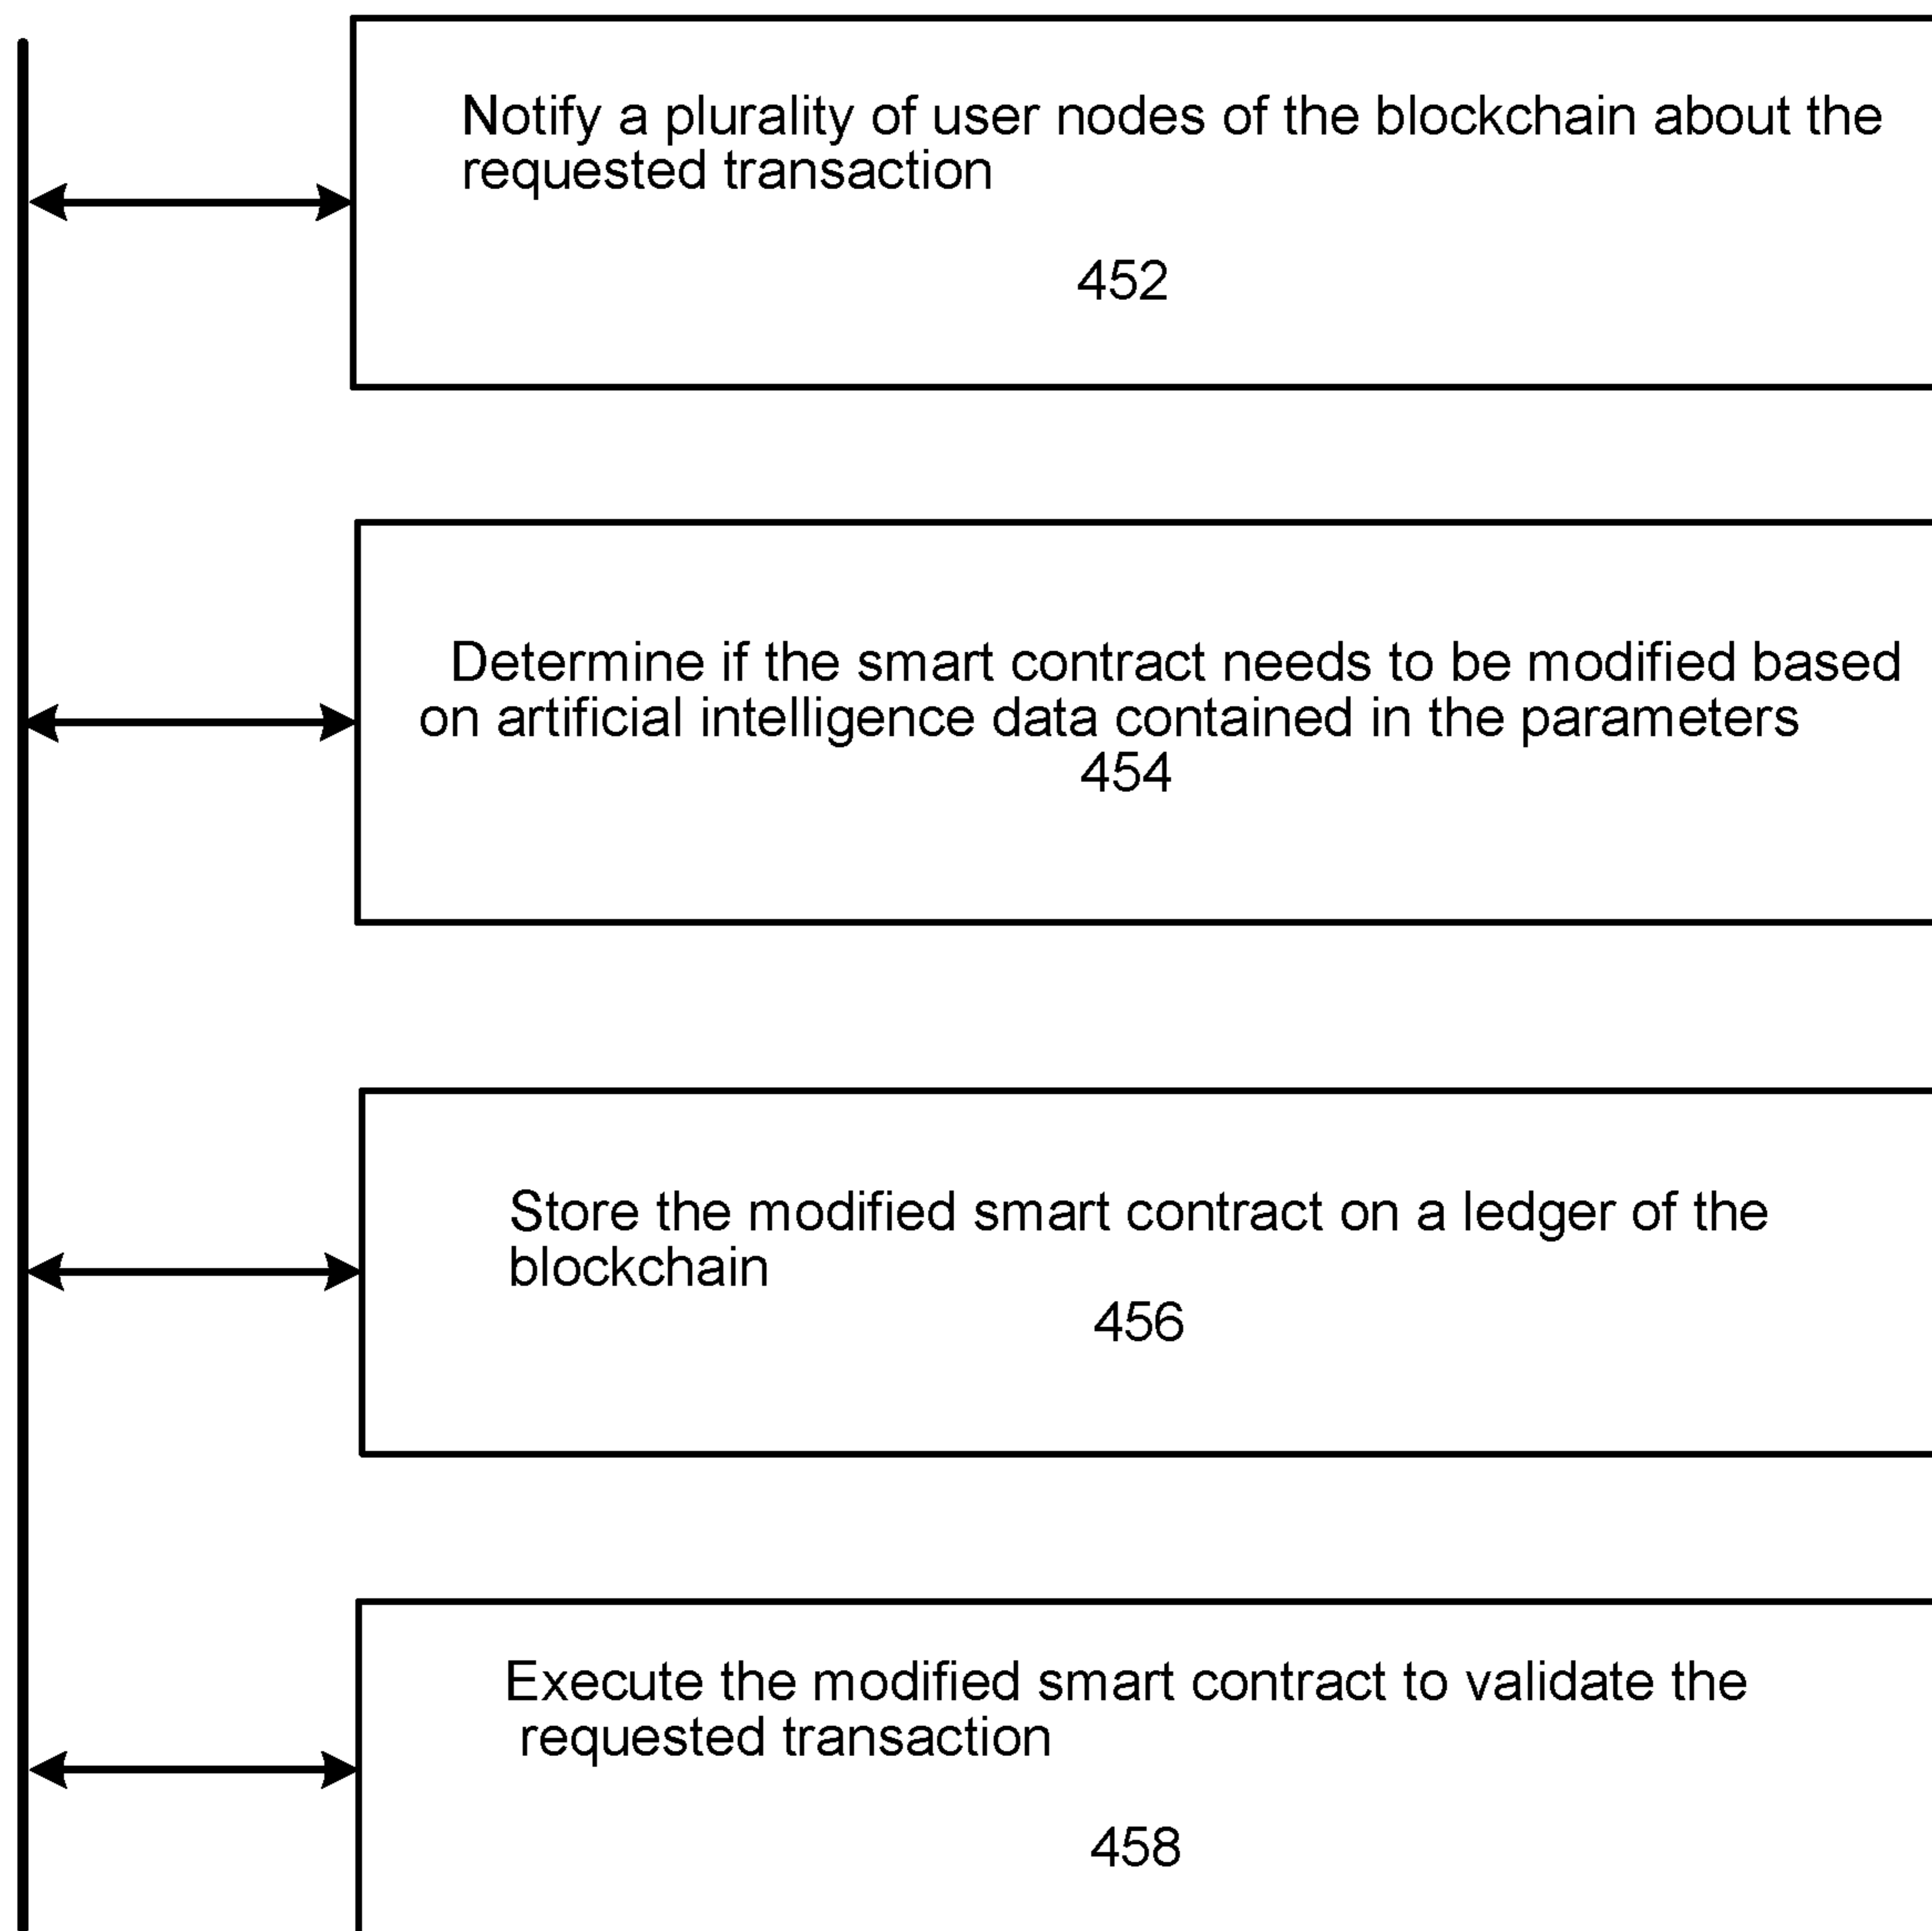 Notify a plurality of user nodes of the blockchain about the
requested transaction
452
Determine if the smart contract needs to be modified based
on artificial intelligence data contained in the parameters
454
Store the modified smart contract on a ledger of the
blockchain
456
Execute the modified smart contract to validate the
requested transaction
458